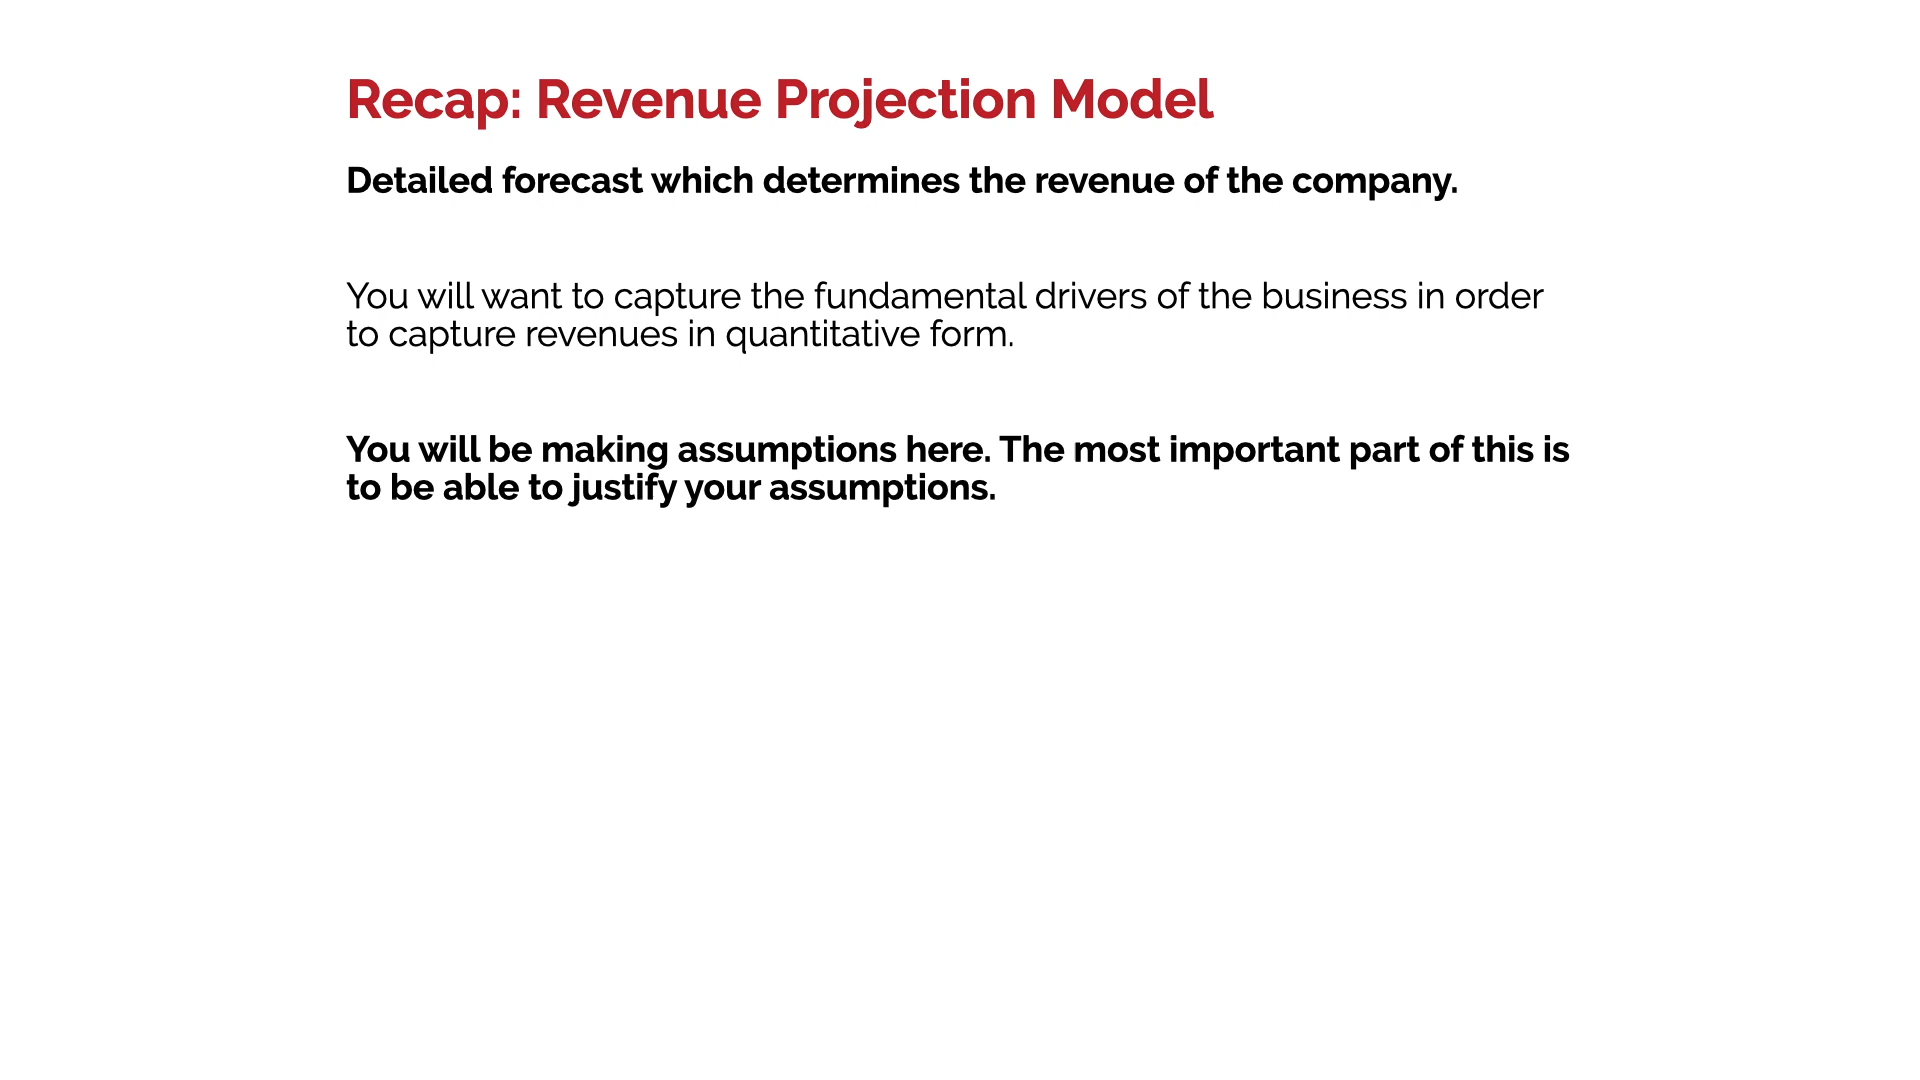 Recap: Revenue Projection Model
Detailed forecast which determines the revenue of the company.
You will want to capture the fundamental drivers of the business in order
to capture revenues in quantitative form.
You will be making assumptions here. The most important part of this is
to be able to justify your assumptions.